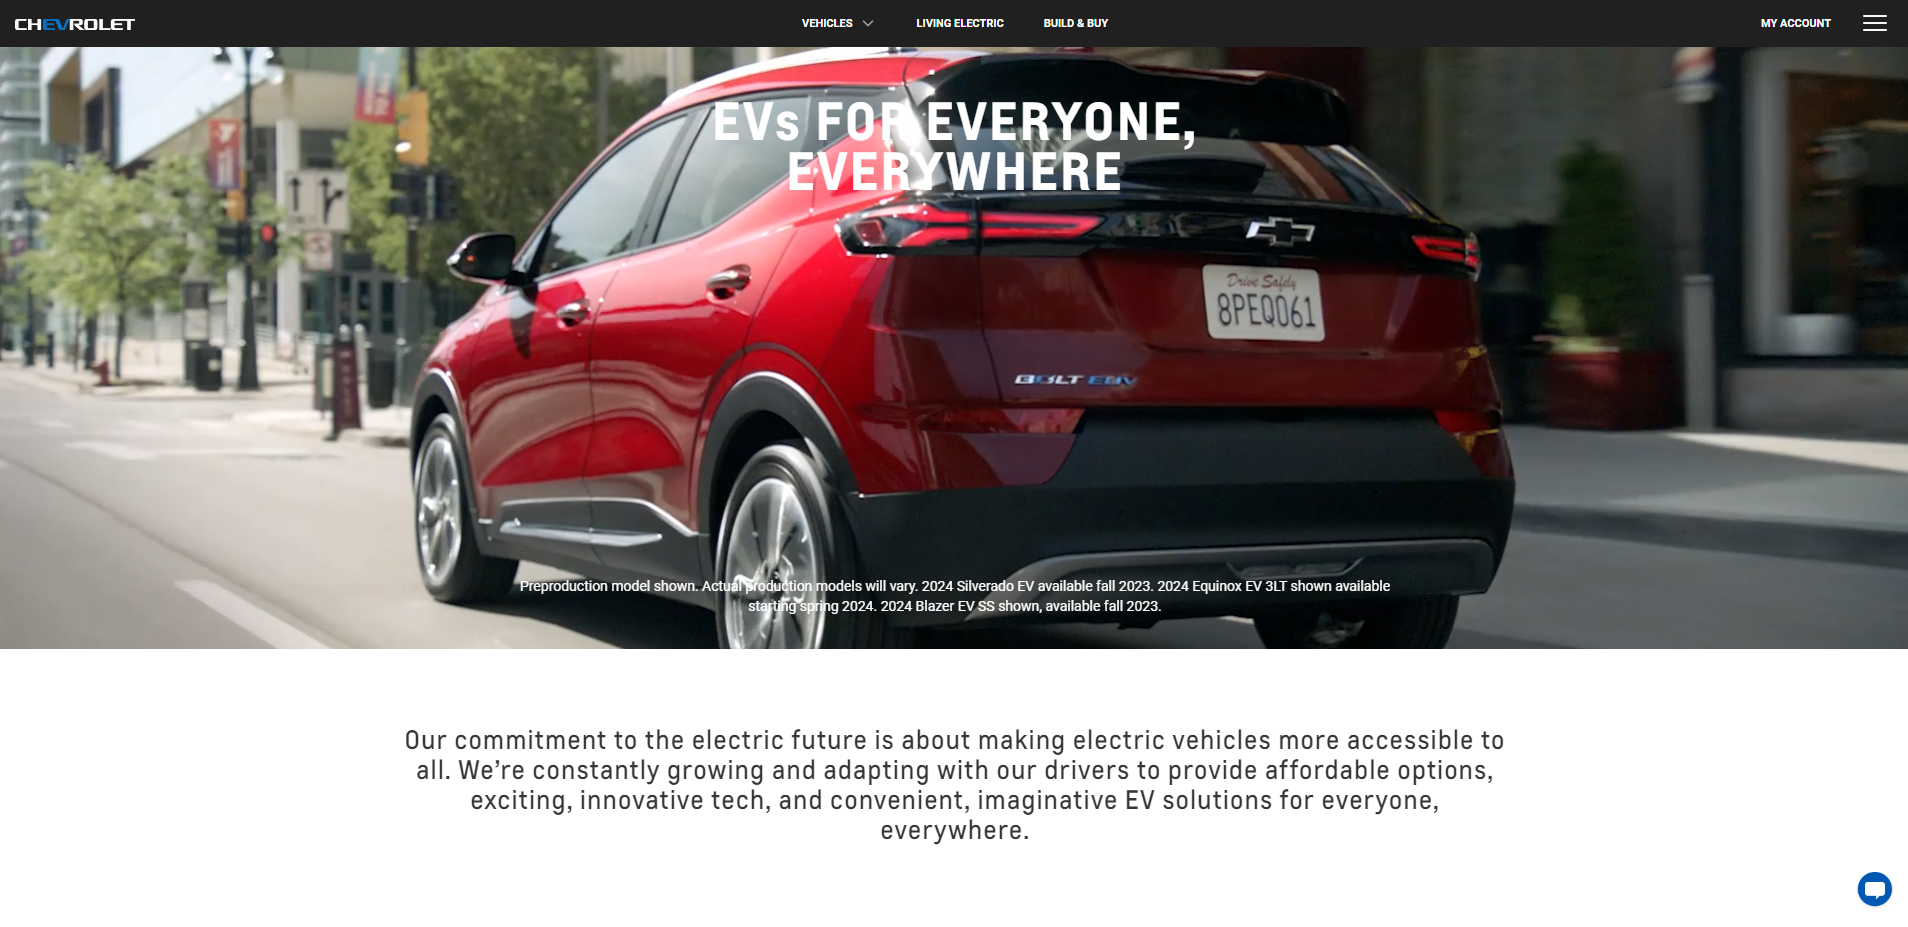 CHEVROLET
VEHICLES
LIVING ELECTRIC
BUILD & BUY
MY ACCOUNT
EVs FOR EVERYONE,
EVERYWHERE
Drive Safely
8PEQ061
BOLT EUV
Preproduction model shown. Actual production models will vary. 2024 Silverado EV available fall 2023. 2024 Equinox EV 3LT shown available
starting spring 2024. 2024 Blazer EV SS shown, available fall 2023.
Our commitment to the electric future is about making electric vehicles more accessible to
all. We’re constantly growing and adapting with our drivers to provide affordable options,
exciting, innovative tech, and convenient, imaginative EV solutions for everyone,
everywhere.